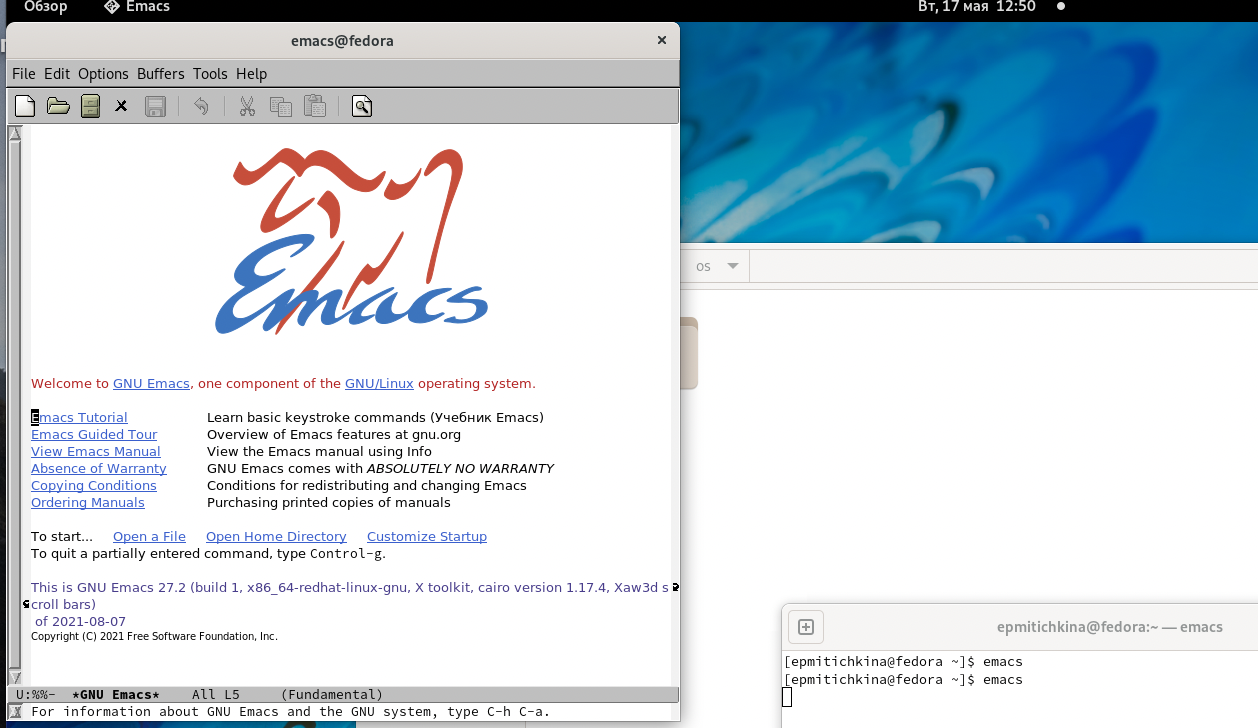 Обзор Emacs Вт, 17 мая 12:50
emacs@fedora
File Edit Options Buffers Tools Help
Emacs
Welcome to GNU Emacs, one component of the GNU/Linux operating system.
Emacs Tutorial Learn basic keystroke commands (Учебник Emacs)
Emacs Guided Tour Overview of Emacs features at gnu.org
View Emacs Manual View the Emacs manual using Info
Absence of Warranty GNU Emacs comes with ABSOLUTELY NO WARRANTY
Copying Conditions Conditions for redistributing and changing Emacs
Ordering Manuals Purchasing printed copies of manuals
To start... Open a File Open Home Directory Customize Startup
To quit a partially entered command, type Control-g.
This is GNU Emacs 27.2 (build 1, x86_64-redhat-linux-gnu, X toolkit, cairo version 1.17.4, Xaw3d s
croll bars)
of 2021-08-07
Copyright (C) 2021 Free Software Foundation, Inc.
U:%%- *GNU Emacs* All L5 (Fundamental)
For information about GNU Emacs and the GNU system, type C-h C-a.
os
epmitichkina@fedora:~ — emacs
[epmitichkina@fedora ~]$ emacs
[epmitichkina@fedora ~]$ emacs